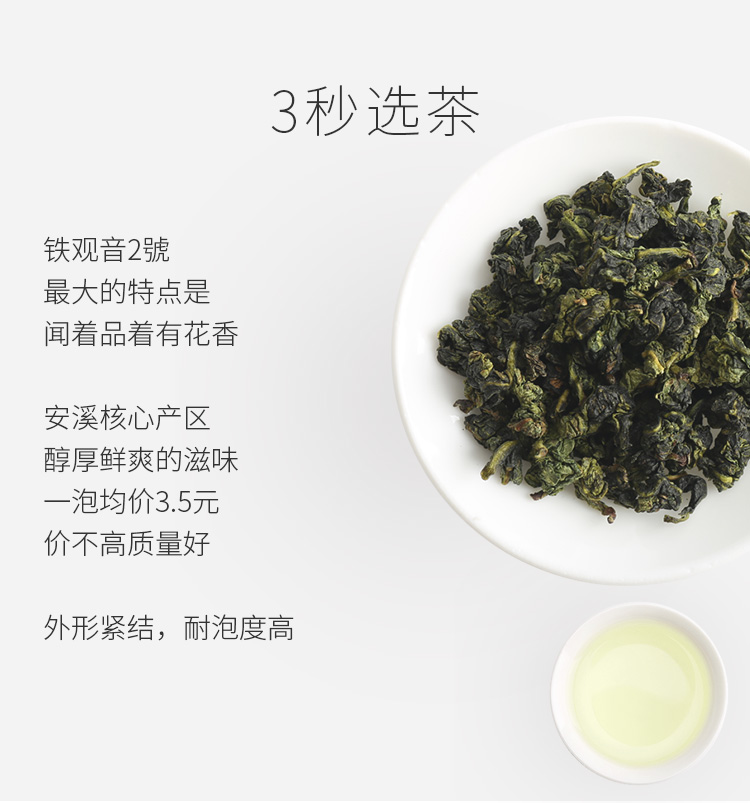 3秒选茶
铁观音2號
最大的特点是
闻着品着有花香
安溪核心产区
醇厚鲜爽的滋味
一泡均价3.5元
价不高质量好
外形紧结，耐泡度高